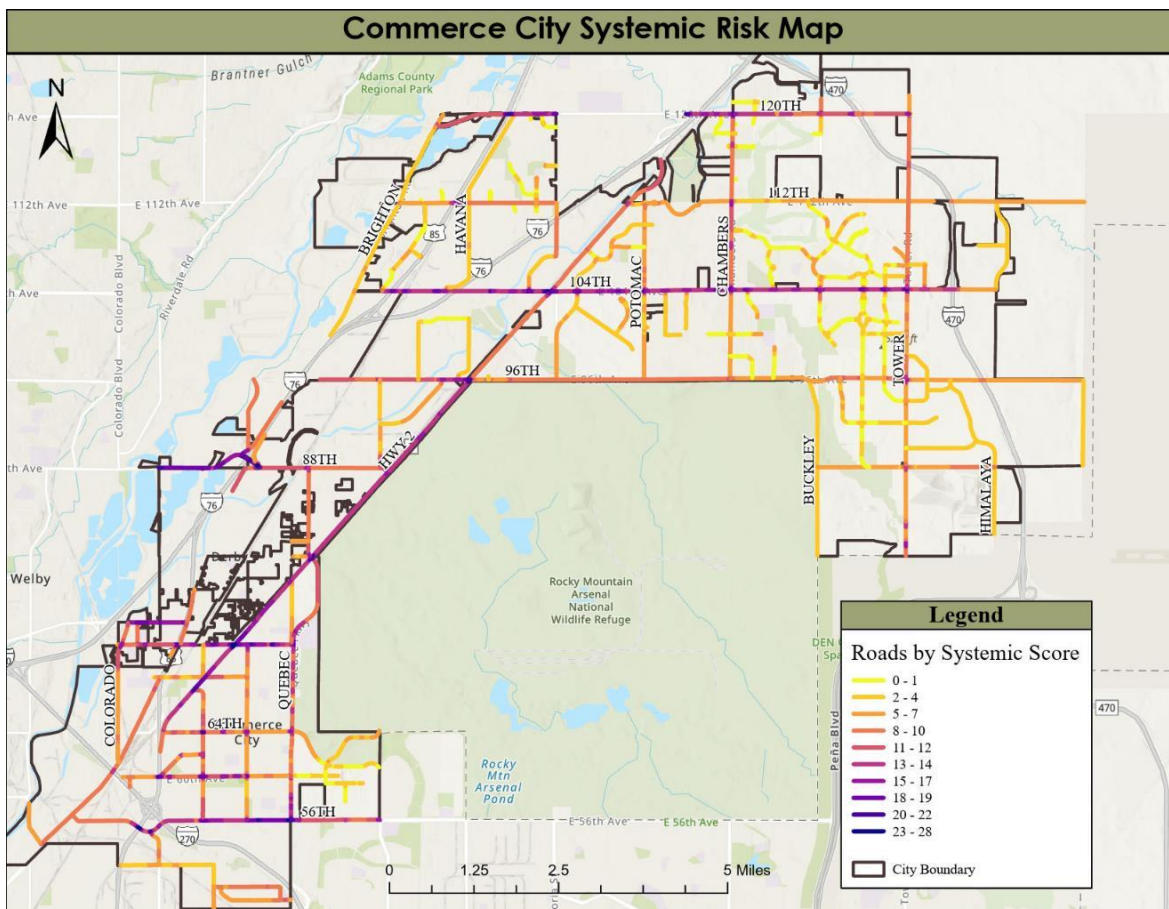 Commerce City Systemic Risk Map
N
Brantner Gulch
Adams County
Regional Park
470
120TH
E 112th Ave
E 112th Ave
112TH
BRIGHTON
85
HAVANA
76
76
CHAMBERS
POTOMAC
104TH
470
TOWER
96TH
Colorado Blvd
Riverdale Rd
Colorado Blvd
76
HWY 2
88TH
76
BUCKLEY
HIMALAYA
Welby
Rocky Mountain
Arsenal
National
Wildlife Refuge
COLORADO
QUEBEC
64TH
City
Rocky
Mtn
Arsenal
Pond
56TH
E 56th Ave
E 56th Ave
270
Peña Blvd
470
0
1.25
2.5
5 Miles
Legend
Roads by Systemic Score
0 - 1
2 - 4
5 - 7
8 - 10
11 - 12
13 - 14
15 - 17
18 - 19
20 - 22
23 - 28
City Boundary